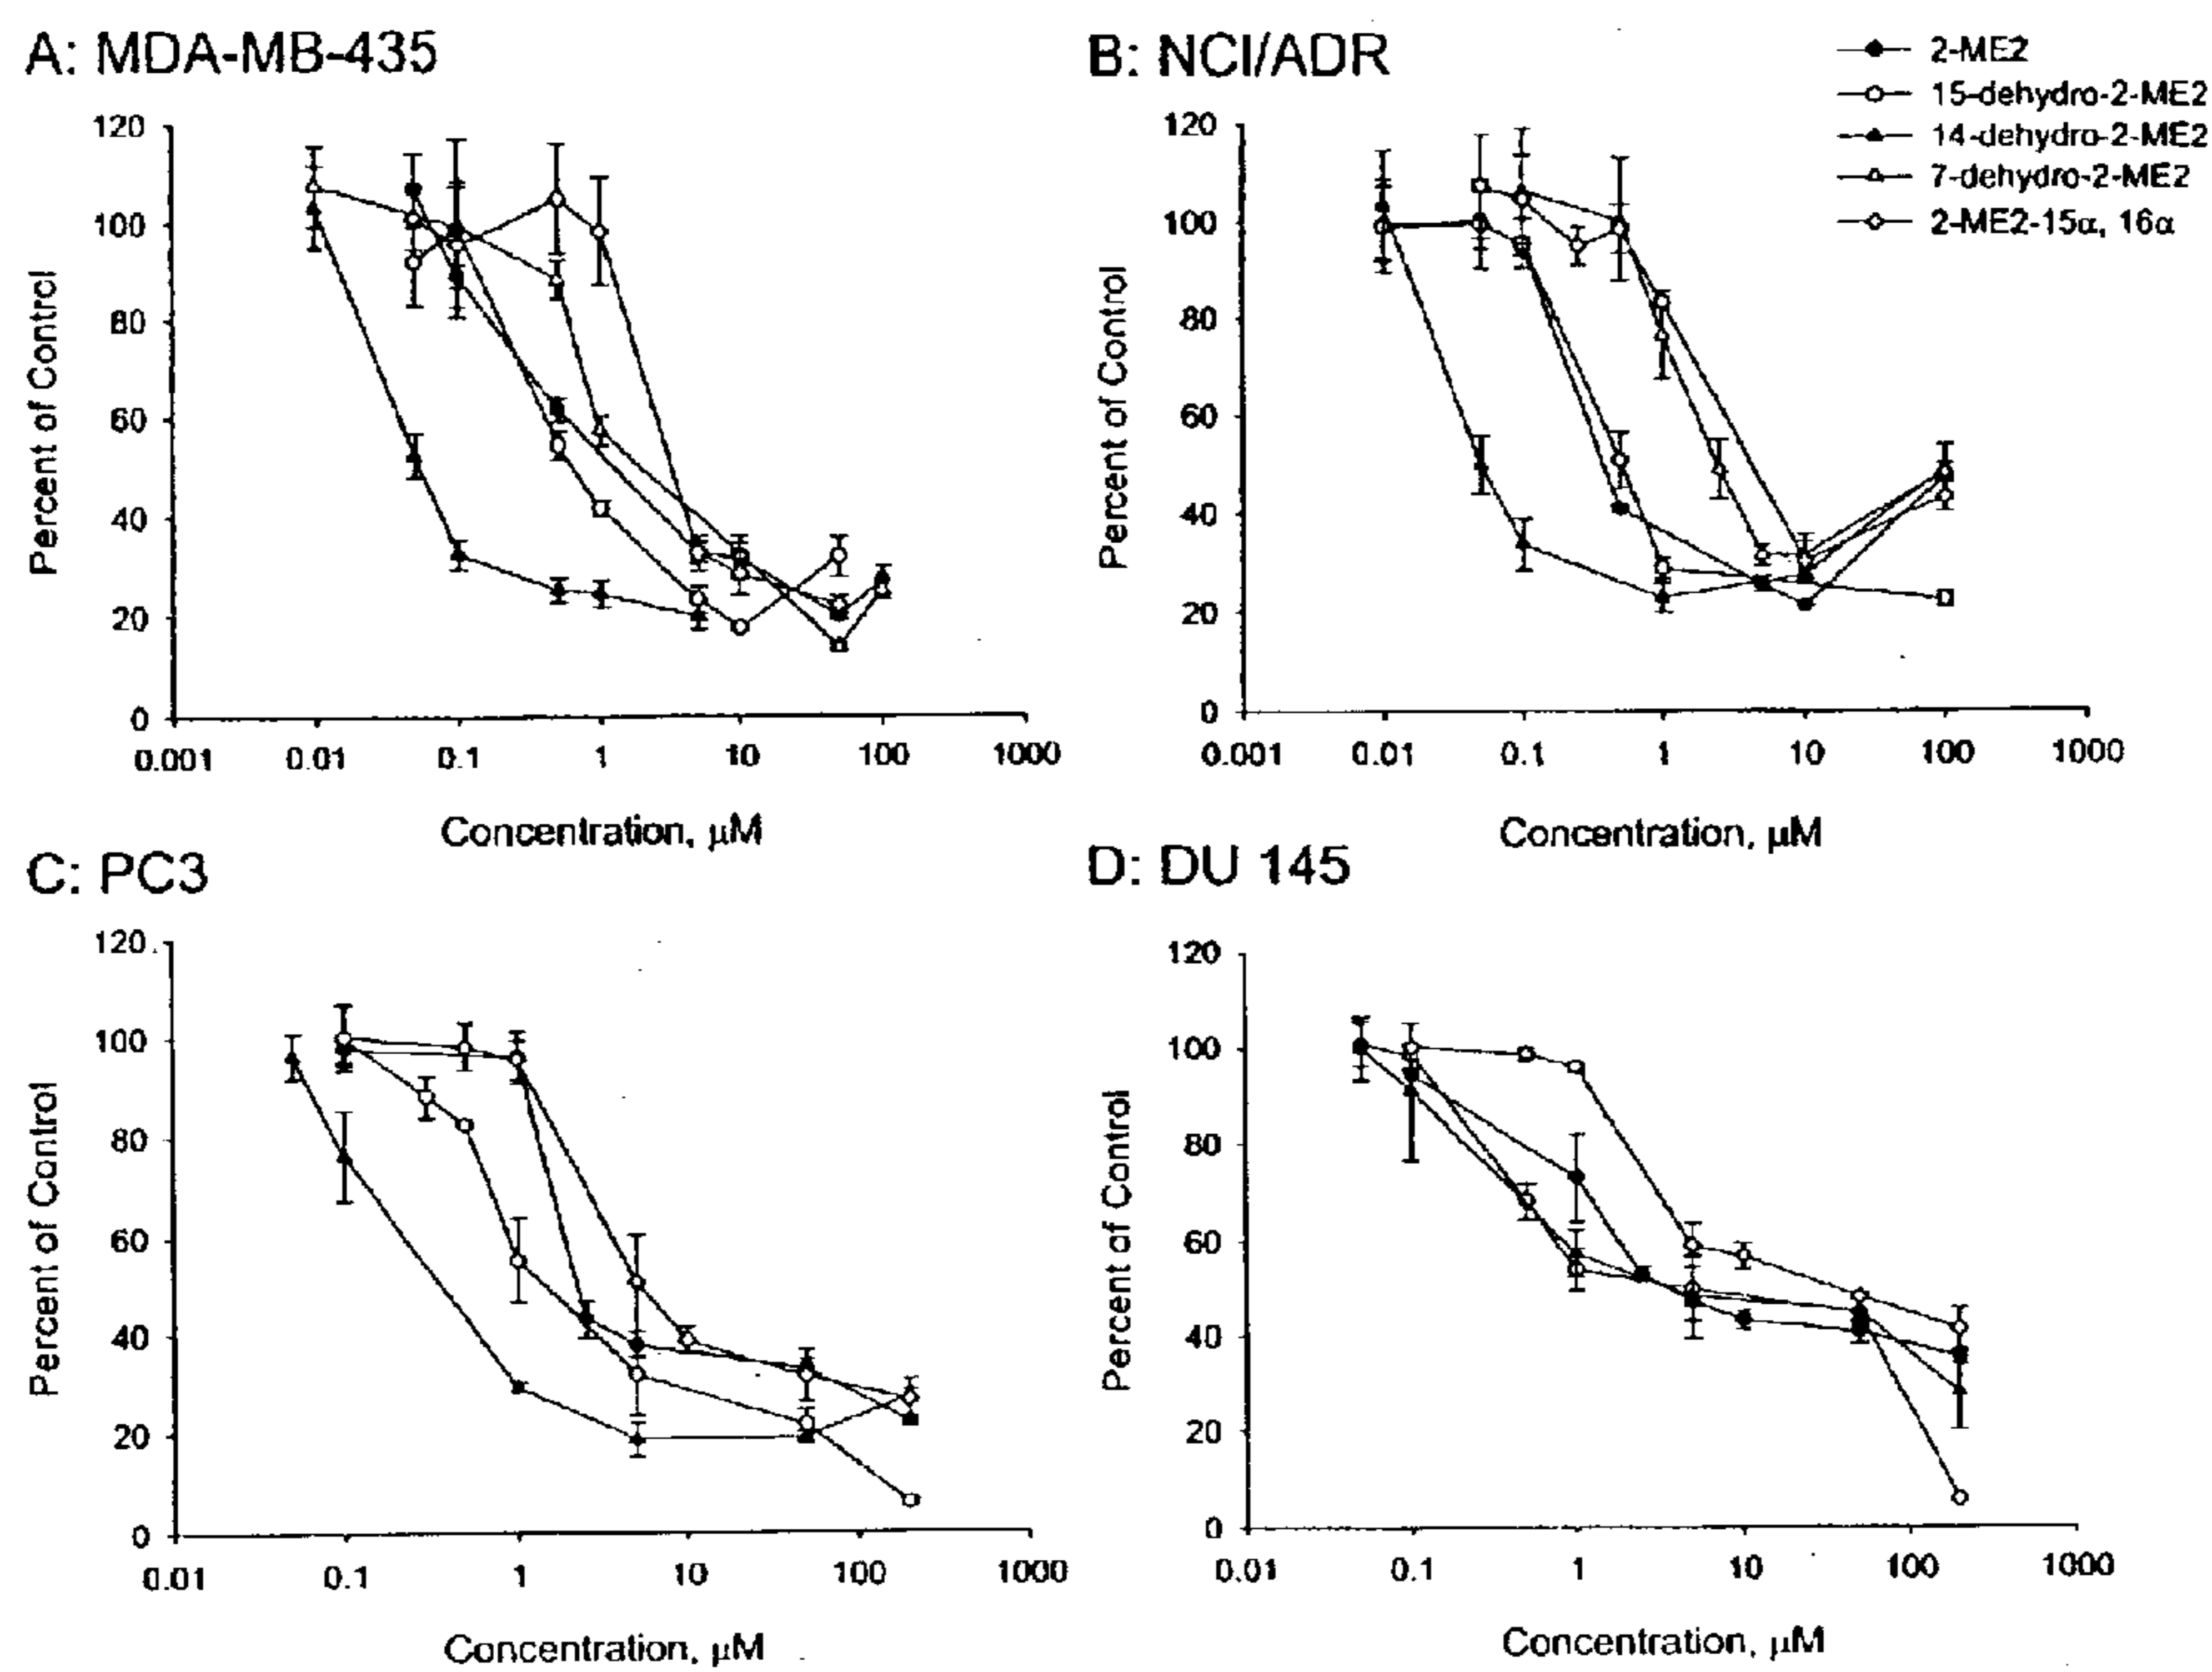 A: MDA-MB-435
120
100
80
60
40
20
0
Percent of Control
0.001 0.01 0.1 1 10 100 1000
Concentration, µM
B: NCI/ADR
120
100
80
60
40
20
0
Percent of Control
0.001 0.01 0.1 1 10 100 1000
Concentration, µM
2-ME2
15-dehydro-2-ME2
14-dehydro-2-ME2
7-dehydro-2-ME2
2-ME2-15α, 16α
C: PC3
120
100
80
60
40
20
0
Percent of Control
0.01 0.1 1 10 100 1000
Concentration, µM
D: DU 145
120
100
80
60
40
20
0
Percent of Control
0.01 0.1 1 10 100 1000
Concentration, µM